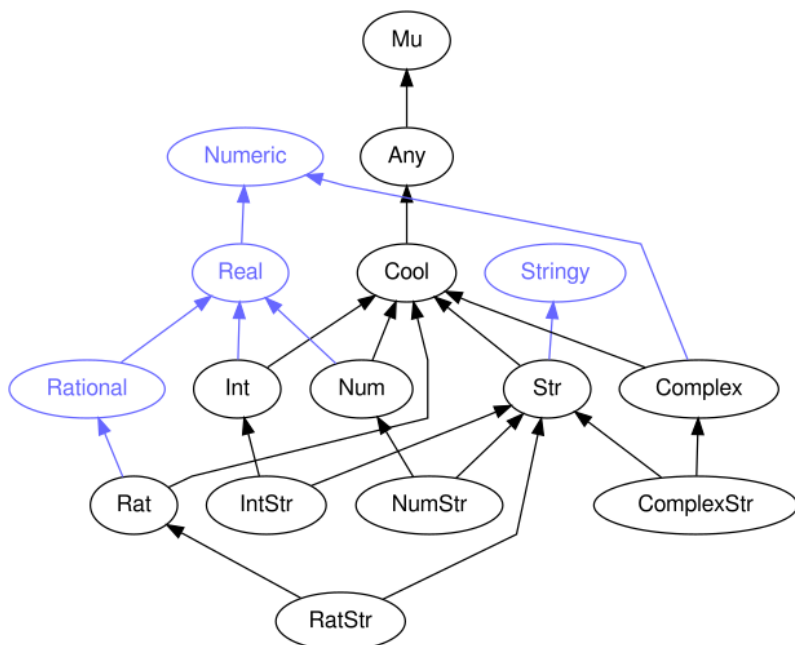 Mu
Numeric
Any
Real
Cool
Stringy
Rational
Int
Num
Str
Complex
Rat
IntStr
NumStr
ComplexStr
RatStr